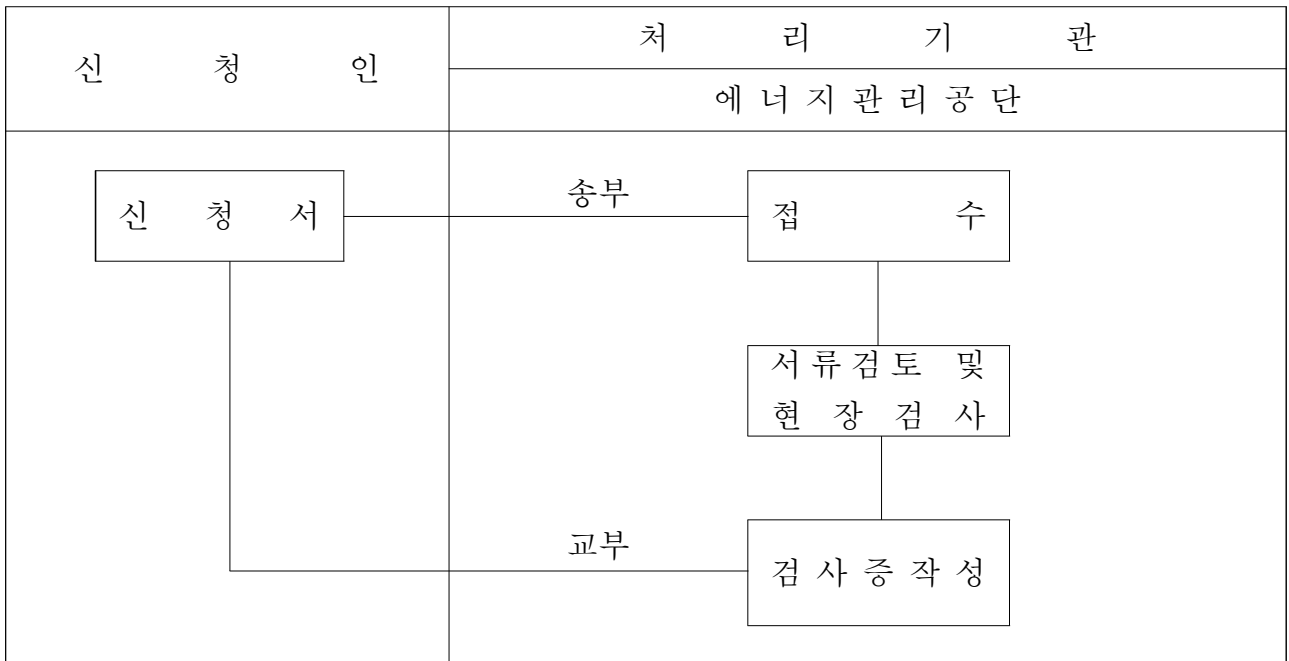 신 청 인
처 리 기 관
에 너 지 관 리 공 단
신 청 서
송부
접 수
서 류 검 토 및
현 장 검 사
교부
검 사 증 작 성